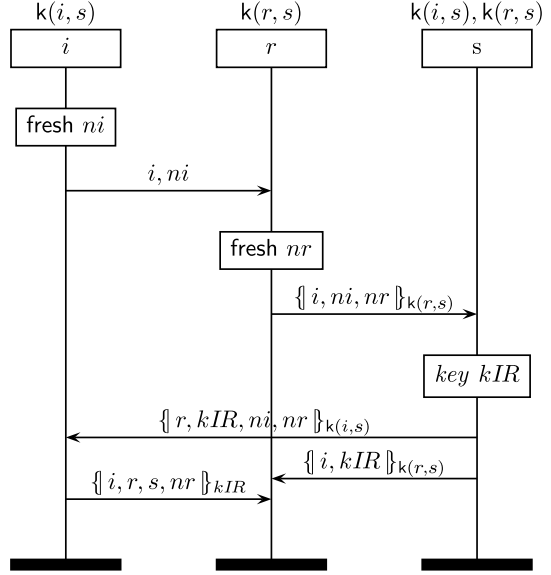 k(i, s) k(r, s) k(i, s), k(r, s)
i r s
fresh ni
i, ni
fresh nr
{| i, ni, nr |}k(r,s)
key kIR
{| r, kIR, ni, nr |}k(i,s)
{| i, kIR |}k(r,s)
{| i, r, s, nr |}kIR